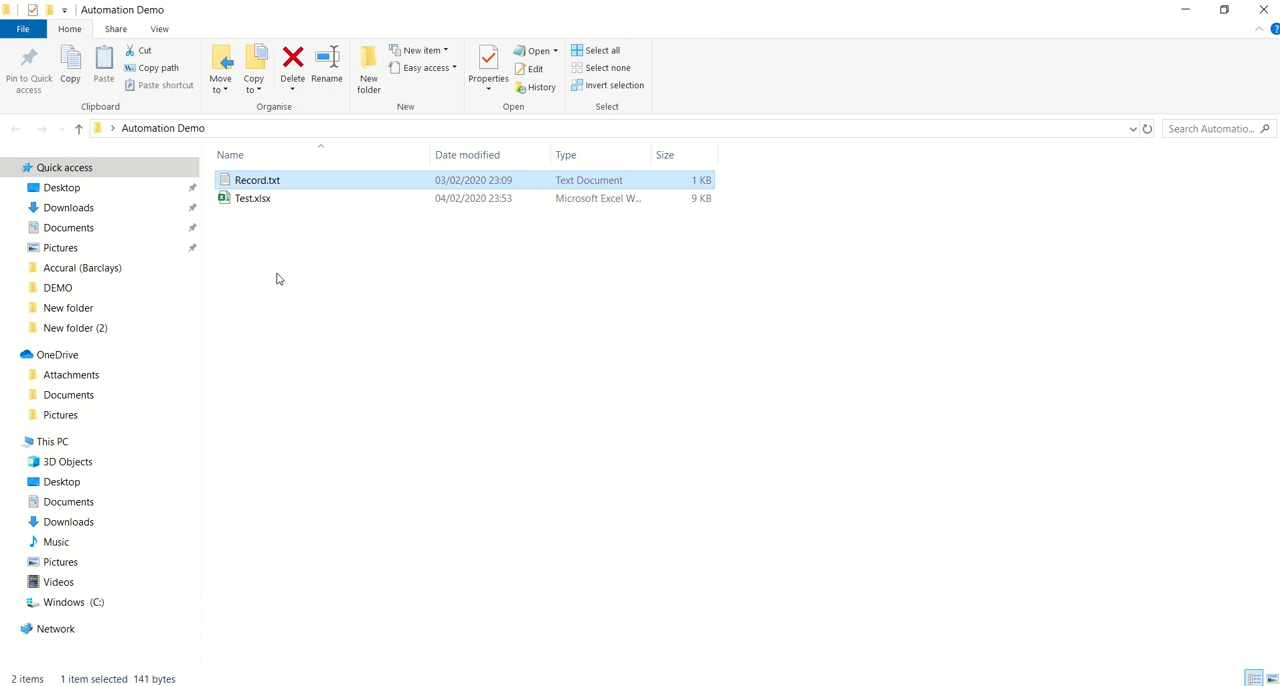 Automation Demo
File Home Share View
Pin to Quick access
Copy
Paste
Cut
Copy path
Paste shortcut
Clipboard
Move to
Copy to
Delete
Rename
Organise
New folder
New item
Easy access
New
Properties
Open
Edit
History
Open
Select all
Select none
Invert selection
Select
Automation Demo
Search Automatio...
Name Date modified Type Size
Record.txt 03/02/2020 23:09 Text Document 1 KB
Test.xlsx 04/02/2020 23:53 Microsoft Excel W... 9 KB
Quick access
Desktop
Downloads
Documents
Pictures
Accural (Barclays)
DEMO
New folder
New folder (2)
OneDrive
Attachments
Documents
Pictures
This PC
3D Objects
Desktop
Documents
Downloads
Music
Pictures
Videos
Windows (C:)
Network
2 items 1 item selected 141 bytes